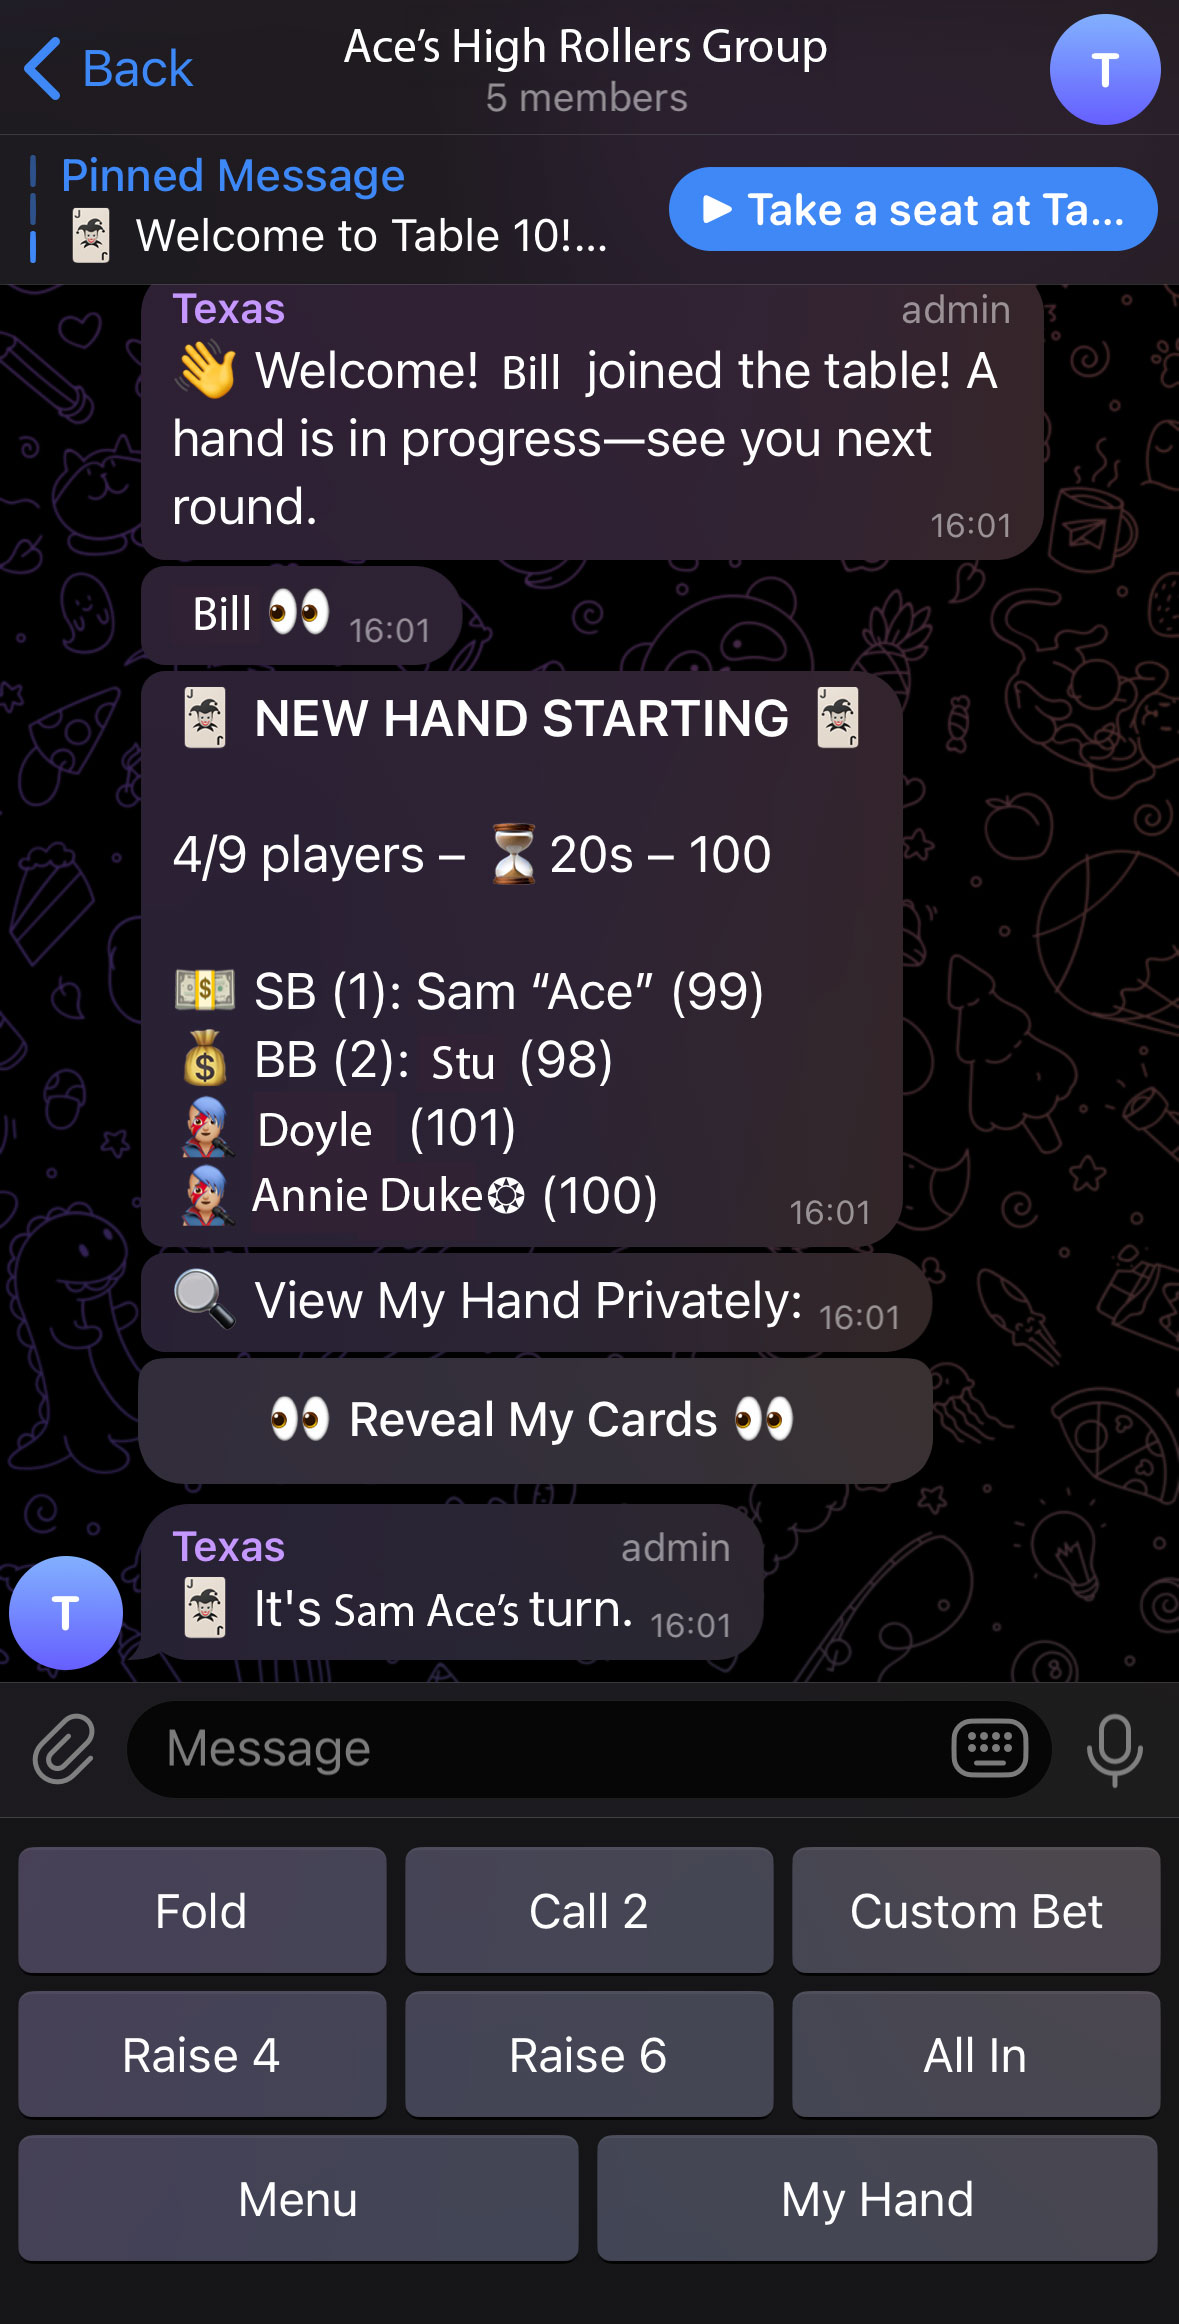 Back
Ace’s High Rollers Group
5 members
T
Pinned Message
🃏 Welcome to Table 10!...
▶ Take a seat at Ta...
Texas admin
👋 Welcome! Bill joined the table! A
hand is in progress—see you next
round. 16:01
Bill 👀 16:01
🃏 NEW HAND STARTING 🃏
4/9 players – ⏳ 20s – 100
💵 SB (1): Sam “Ace” (99)
💰 BB (2): Stu (98)
👨‍🎤 Doyle (101)
👨‍🎤 Annie Duke❂ (100) 16:01
🔍 View My Hand Privately: 16:01
👀 Reveal My Cards 👀
Texas admin
T
🃏 It's Sam Ace’s turn. 16:01
Message
Fold Call 2 Custom Bet
Raise 4 Raise 6 All In
Menu My Hand